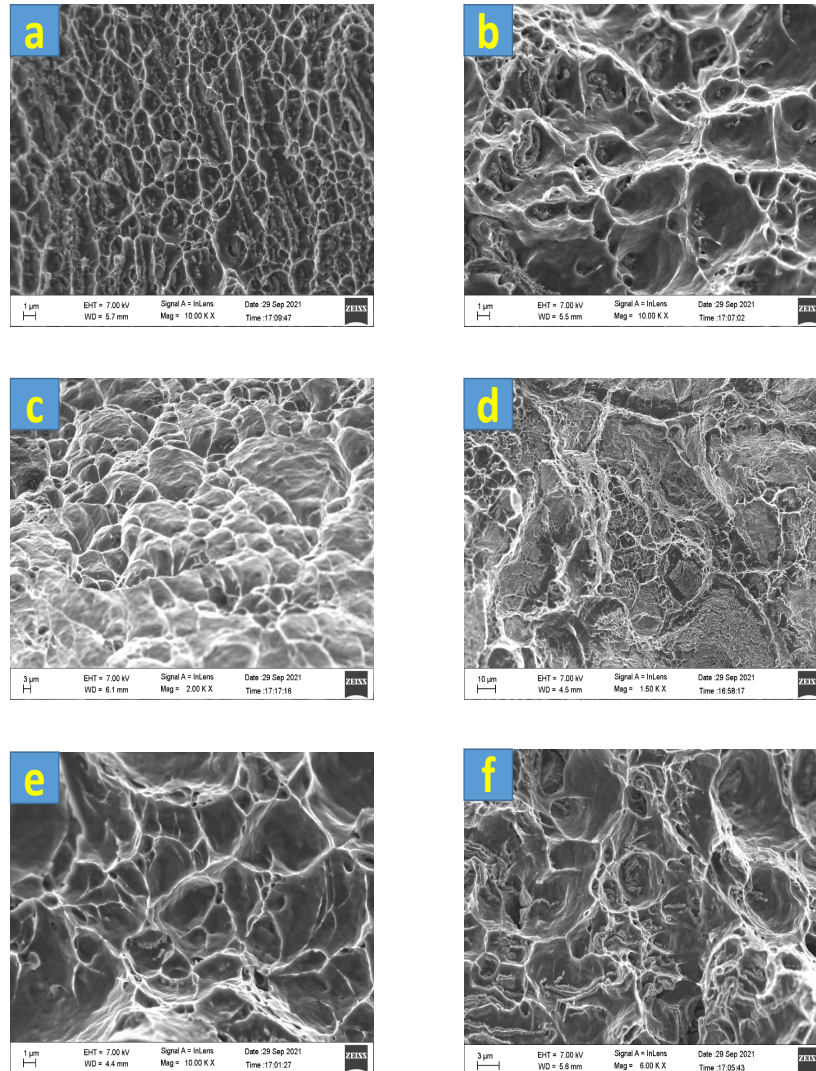 a
1 µm EHT = 7.00 kV Signal A = InLens Date :29 Sep 2021 ZEISS
WD = 5.7 mm Mag = 10.00 K X Time :17:09:47
b
1 µm EHT = 7.00 kV Signal A = InLens Date :29 Sep 2021 ZEISS
WD = 5.5 mm Mag = 10.00 K X Time :17:07:02
c
3 µm EHT = 7.00 kV Signal A = InLens Date :29 Sep 2021 ZEISS
WD = 6.1 mm Mag = 2.00 K X Time :17:17:16
d
10 µm EHT = 7.00 kV Signal A = InLens Date :29 Sep 2021 ZEISS
WD = 4.5 mm Mag = 1.50 K X Time :16:58:17
e
1 µm EHT = 7.00 kV Signal A = InLens Date :29 Sep 2021 ZEISS
WD = 4.4 mm Mag = 10.00 K X Time :17:01:27
f
3 µm EHT = 7.00 kV Signal A = InLens Date :29 Sep 2021 ZEISS
WD = 5.6 mm Mag = 6.00 K X Time :17:05:43